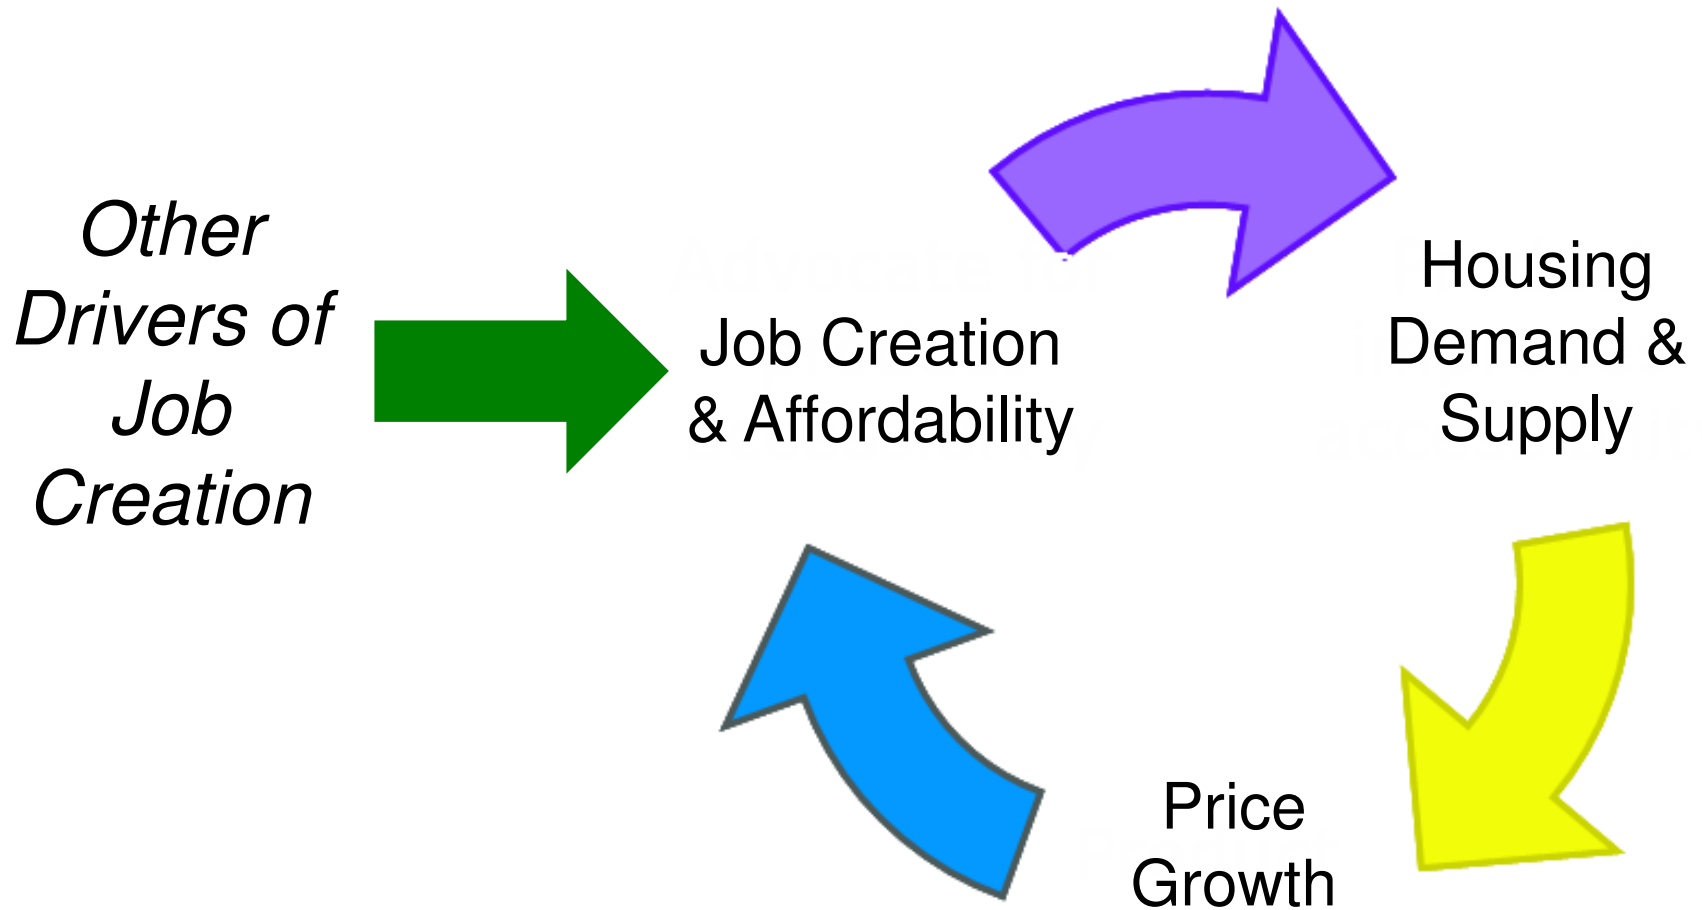 Other
Drivers of
Job
Creation
Job Creation
& Affordability
Housing
Demand &
Supply
Price
Growth